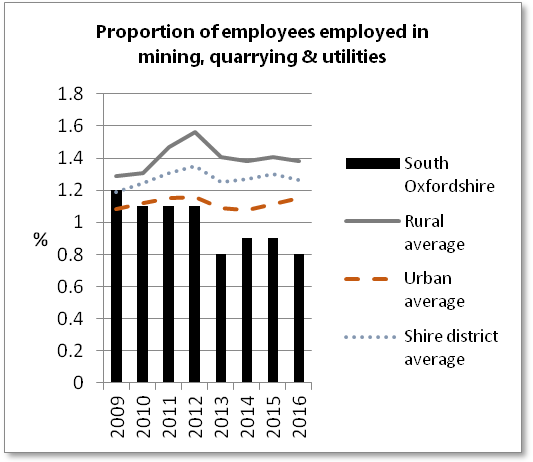 Proportion of employees employed in
mining, quarrying & utilities
1.8
1.6
1.4
1.2
1
0.8
0.6
0.4
0.2
0
%
2009
2010
2011
2012
2013
2014
2015
2016
South
Oxfordshire
Rural
average
Urban
average
Shire district
average